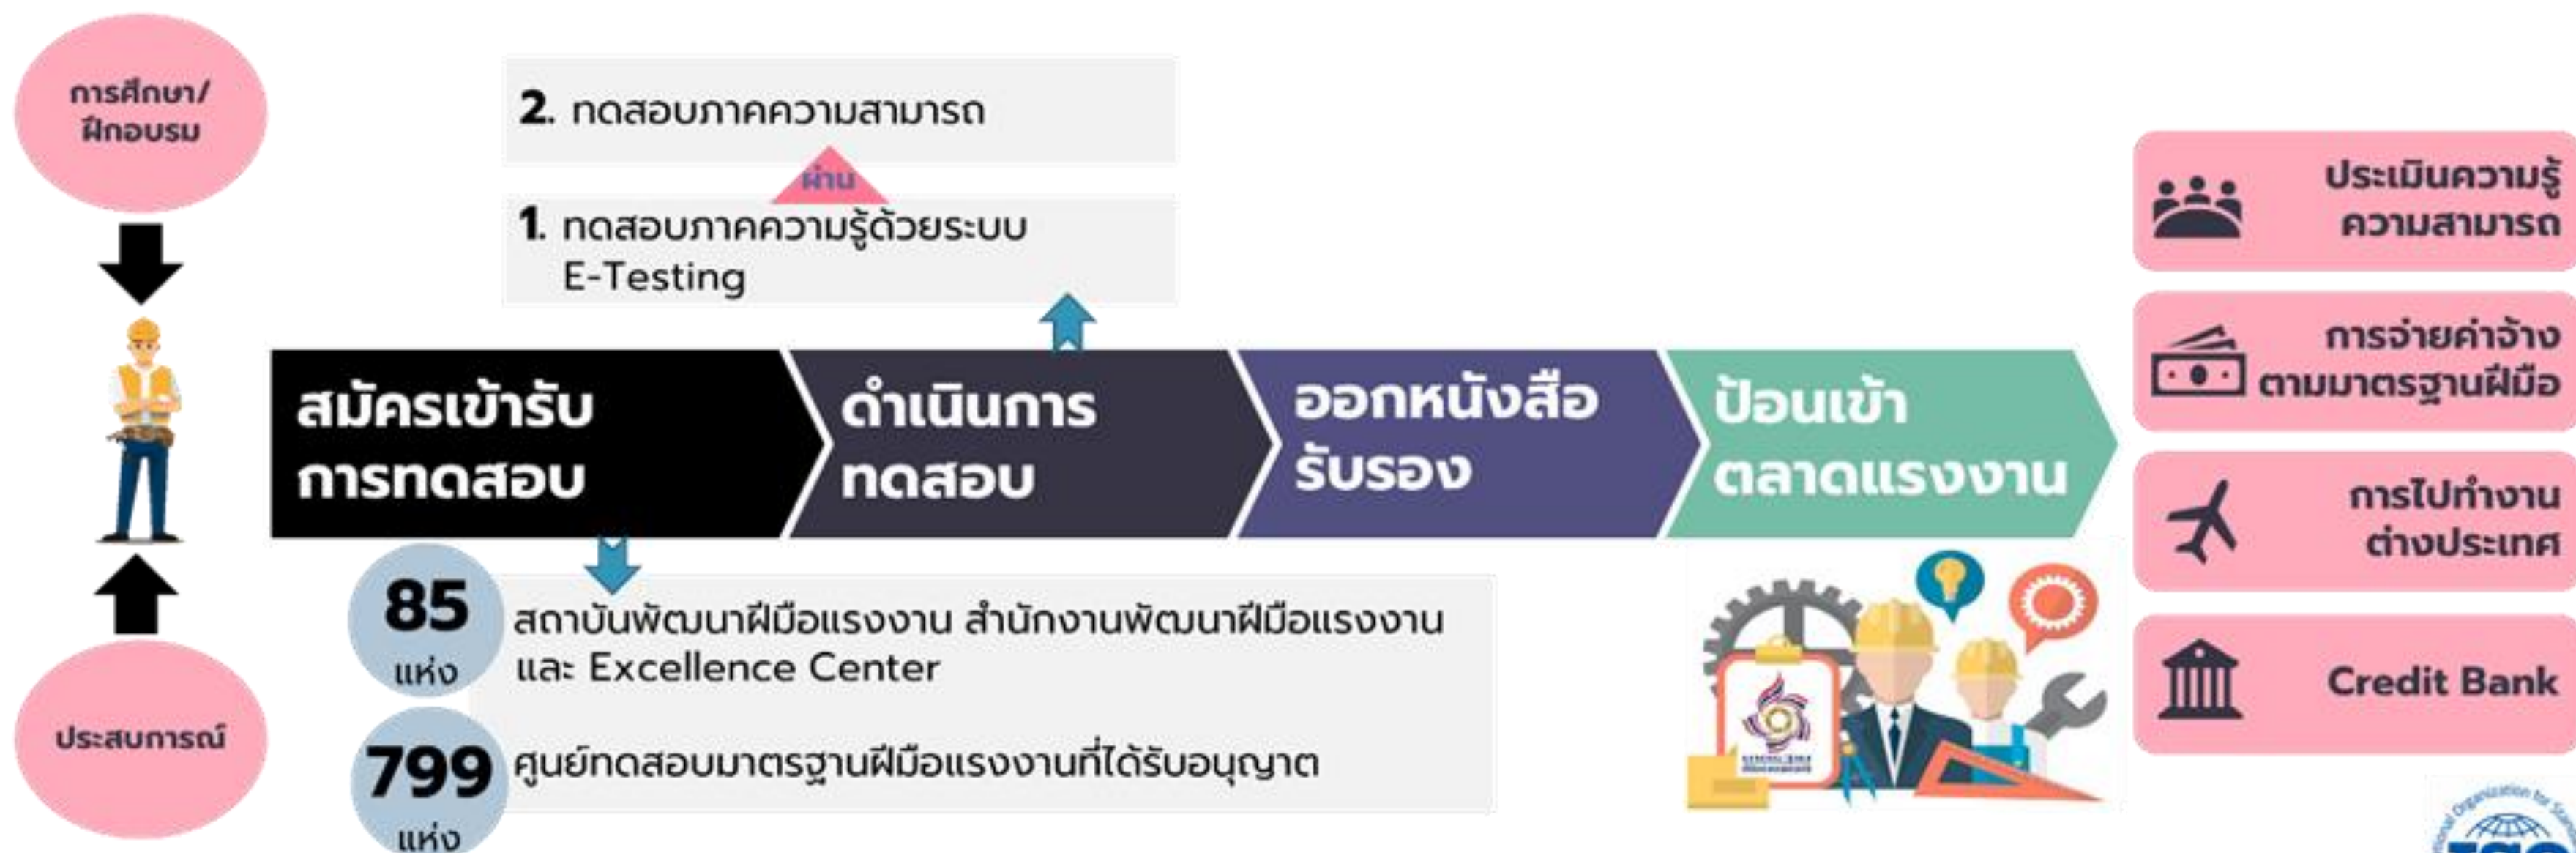 การศึกษา/
ฝึกอบรม
2. ทดสอบภาคความสามารถ
ผ่าน
1. ทดสอบภาคความรู้ด้วยระบบ
E-Testing
สมัครเข้ารับ
การทดสอบ
ดำเนินการ
ทดสอบ
ออกหนังสือ
รับรอง
ป้อนเข้า
ตลาดแรงงาน
85
แห่ง
สถาบันพัฒนาฝีมือแรงงาน สำนักงานพัฒนาฝีมือแรงงาน
และ Excellence Center
799
แห่ง
ศูนย์ทดสอบมาตรฐานฝีมือแรงงานที่ได้รับอนุญาต
ประสบการณ์
ประเมินความรู้
ความสามารถ
การจ่ายค่าจ้าง
ตามมาตรฐานฝีมือ
การไปทำงาน
ต่างประเทศ
Credit Bank
Organization for